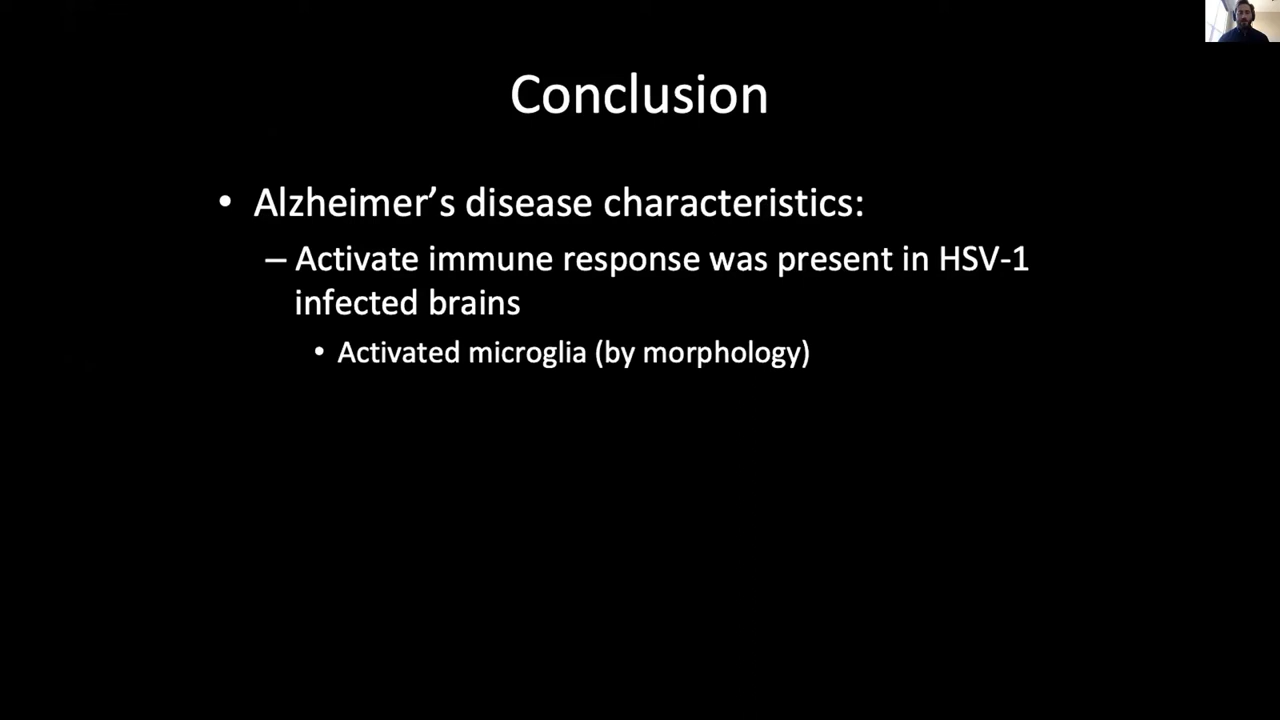 Conclusion
• Alzheimer’s disease characteristics:
– Activate immune response was present in HSV-1
infected brains
• Activated microglia (by morphology)